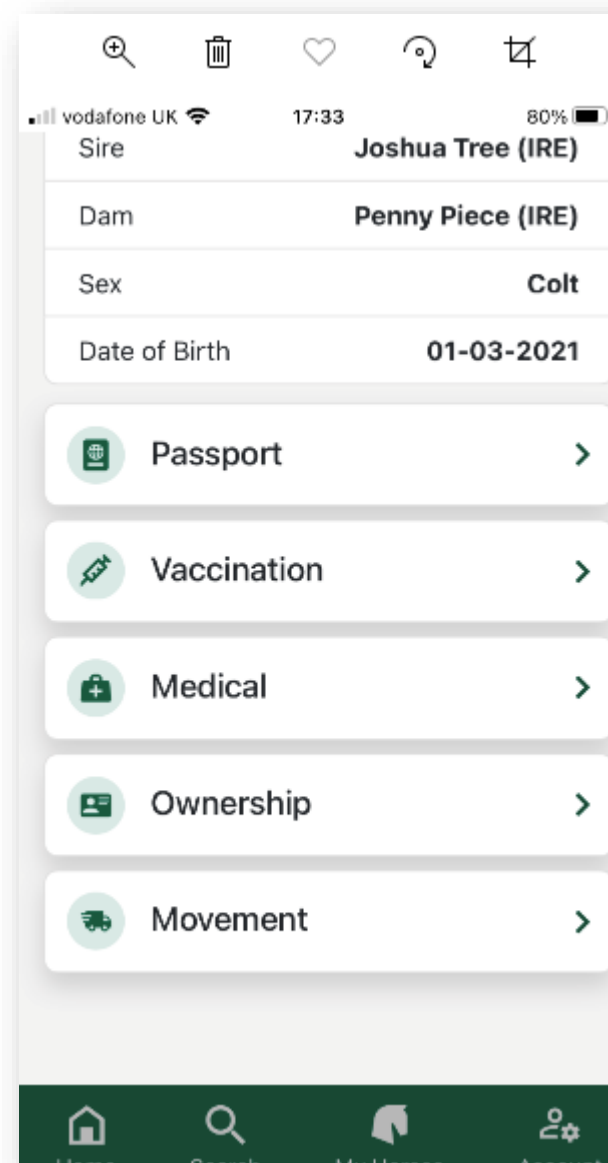 vodafone UK 17:33 80%
Sire Joshua Tree (IRE)
Dam Penny Piece (IRE)
Sex Colt
Date of Birth 01-03-2021
Passport
Vaccination
Medical
Ownership
Movement